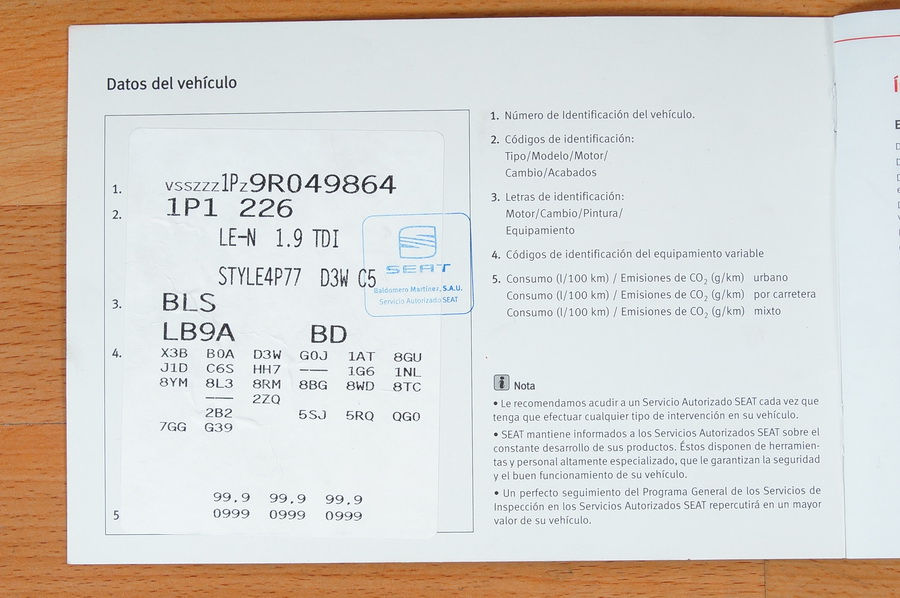 Datos del vehículo
1. VSSZZZ1PZ9R049864
2. 1P1 226
LE-N 1.9 TDI
STYLE4P77 D3W C5
SEAT
Baldomero Martínez, S.A.U.
Servicio Autorizado SEAT
3. BLS
LB9A BD
4. X3B B0A D3W G0J 1AT 8GU
J1D C6S HH7 —— 1G6 1NL
8YM 8L3 8RM 8BG 8WD 8TC
—— 2ZQ
2B2 5SJ 5RQ QG0
7GG G39
99.9 99.9 99.9
5 0999 0999 0999
1. Número de Identificación del vehículo.
2. Códigos de identificación:
Tipo/Modelo/Motor/
Cambio/Acabados
3. Letras de identificación:
Motor/Cambio/Pintura/
Equipamiento
4. Códigos de identificación del equipamiento variable
5. Consumo (l/100 km) / Emisiones de CO₂ (g/km) urbano
Consumo (l/100 km) / Emisiones de CO₂ (g/km) por carretera
Consumo (l/100 km) / Emisiones de CO₂ (g/km) mixto
i Nota
• Le recomendamos acudir a un Servicio Autorizado SEAT cada vez que
tenga que efectuar cualquier tipo de intervención en su vehículo.
• SEAT mantiene informados a los Servicios Autorizados SEAT sobre el
constante desarrollo de sus productos. Éstos disponen de herramien-
tas y personal altamente especializado, que le garantizan la seguridad
y el buen funcionamiento de su vehículo.
• Un perfecto seguimiento del Programa General de los Servicios de
Inspección en los Servicios Autorizados SEAT repercutirá en un mayor
valor de su vehículo.